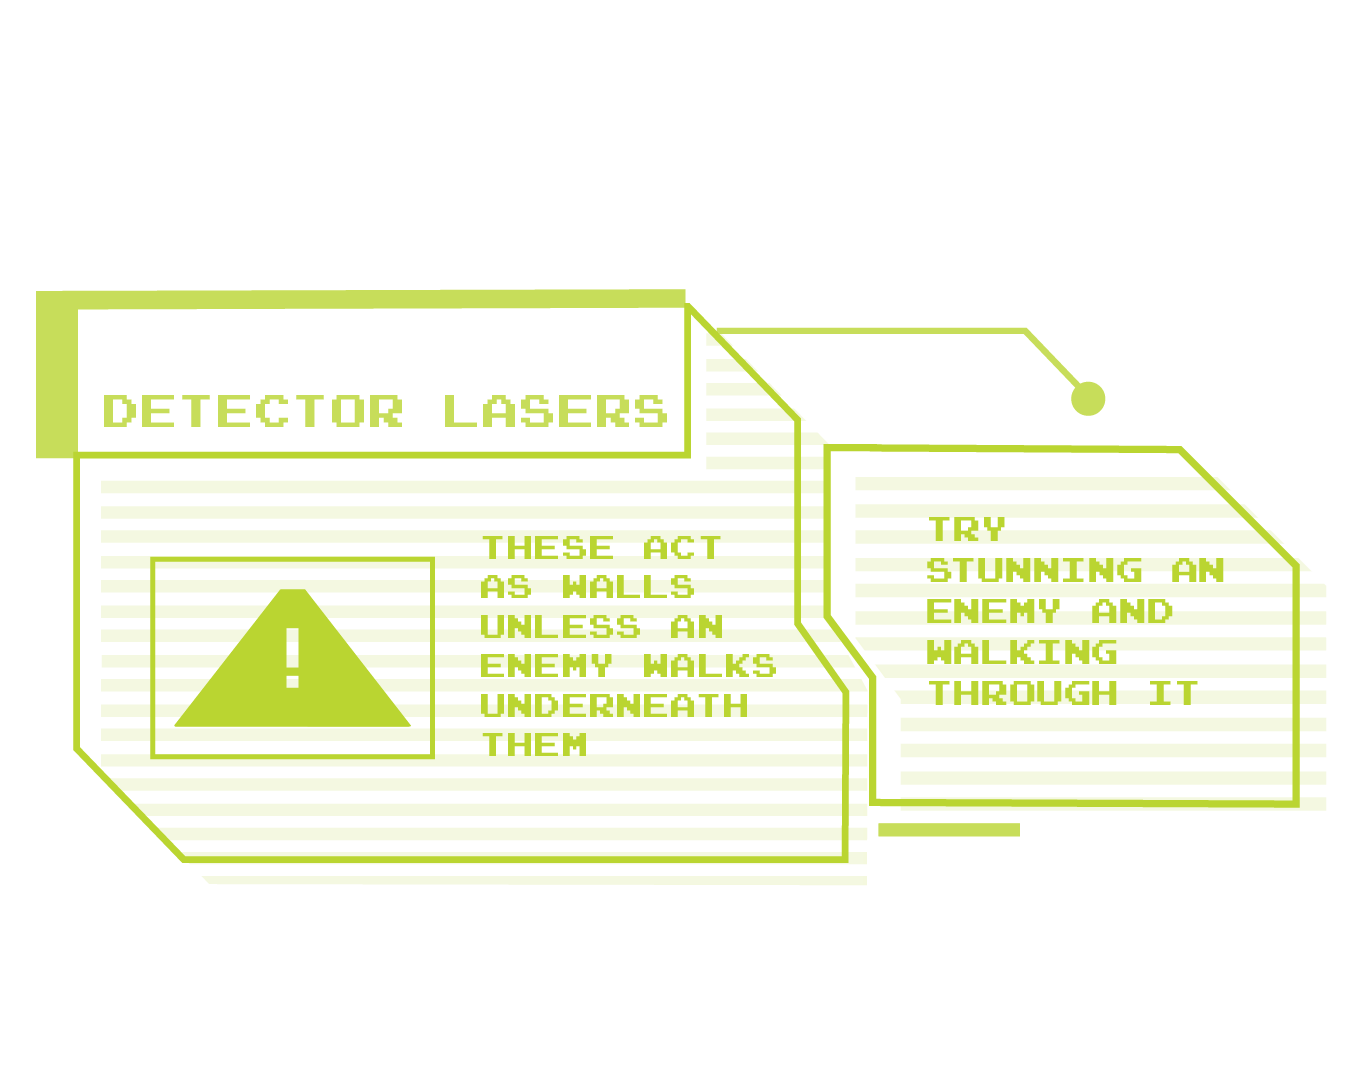 DETECTOR LASERS
!
THESE ACT
AS WALLS
UNLESS AN
ENEMY WALKS
UNDERNEATH
THEM
TRY
STUNNING AN
ENEMY AND
WALKING
THROUGH IT